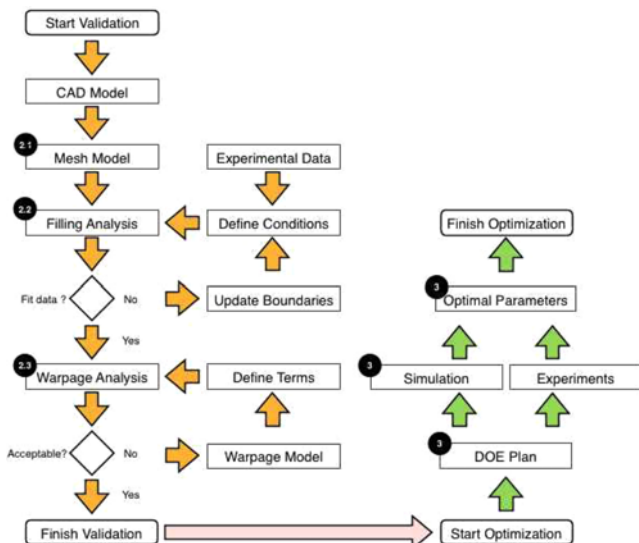 Start Validation
CAD Model
2.1
Mesh Model
Experimental Data
2.2
Filling Analysis
Define Conditions
Finish Optimization
Fit data ?
No
Update Boundaries
3
Optimal Parameters
Yes
2.3
Warpage Analysis
Define Terms
3
Simulation
Experiments
Acceptable?
No
Warpage Model
3
DOE Plan
Yes
Finish Validation
Start Optimization